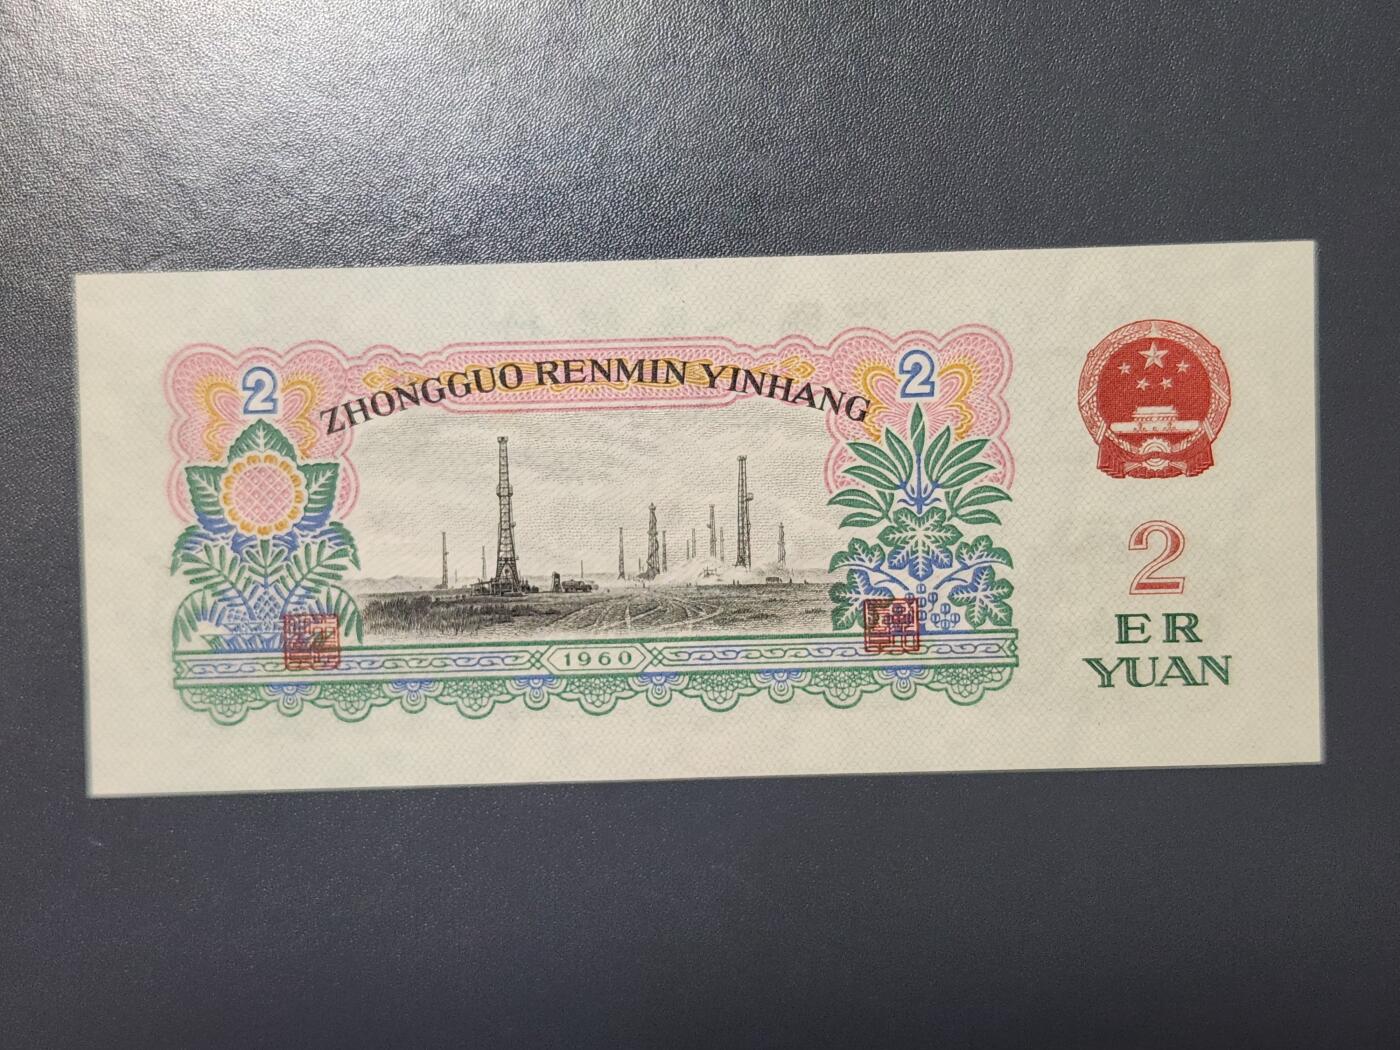 2
2
ZHONGGUO RENMIN YINHANG
1960
2
ER
YUAN